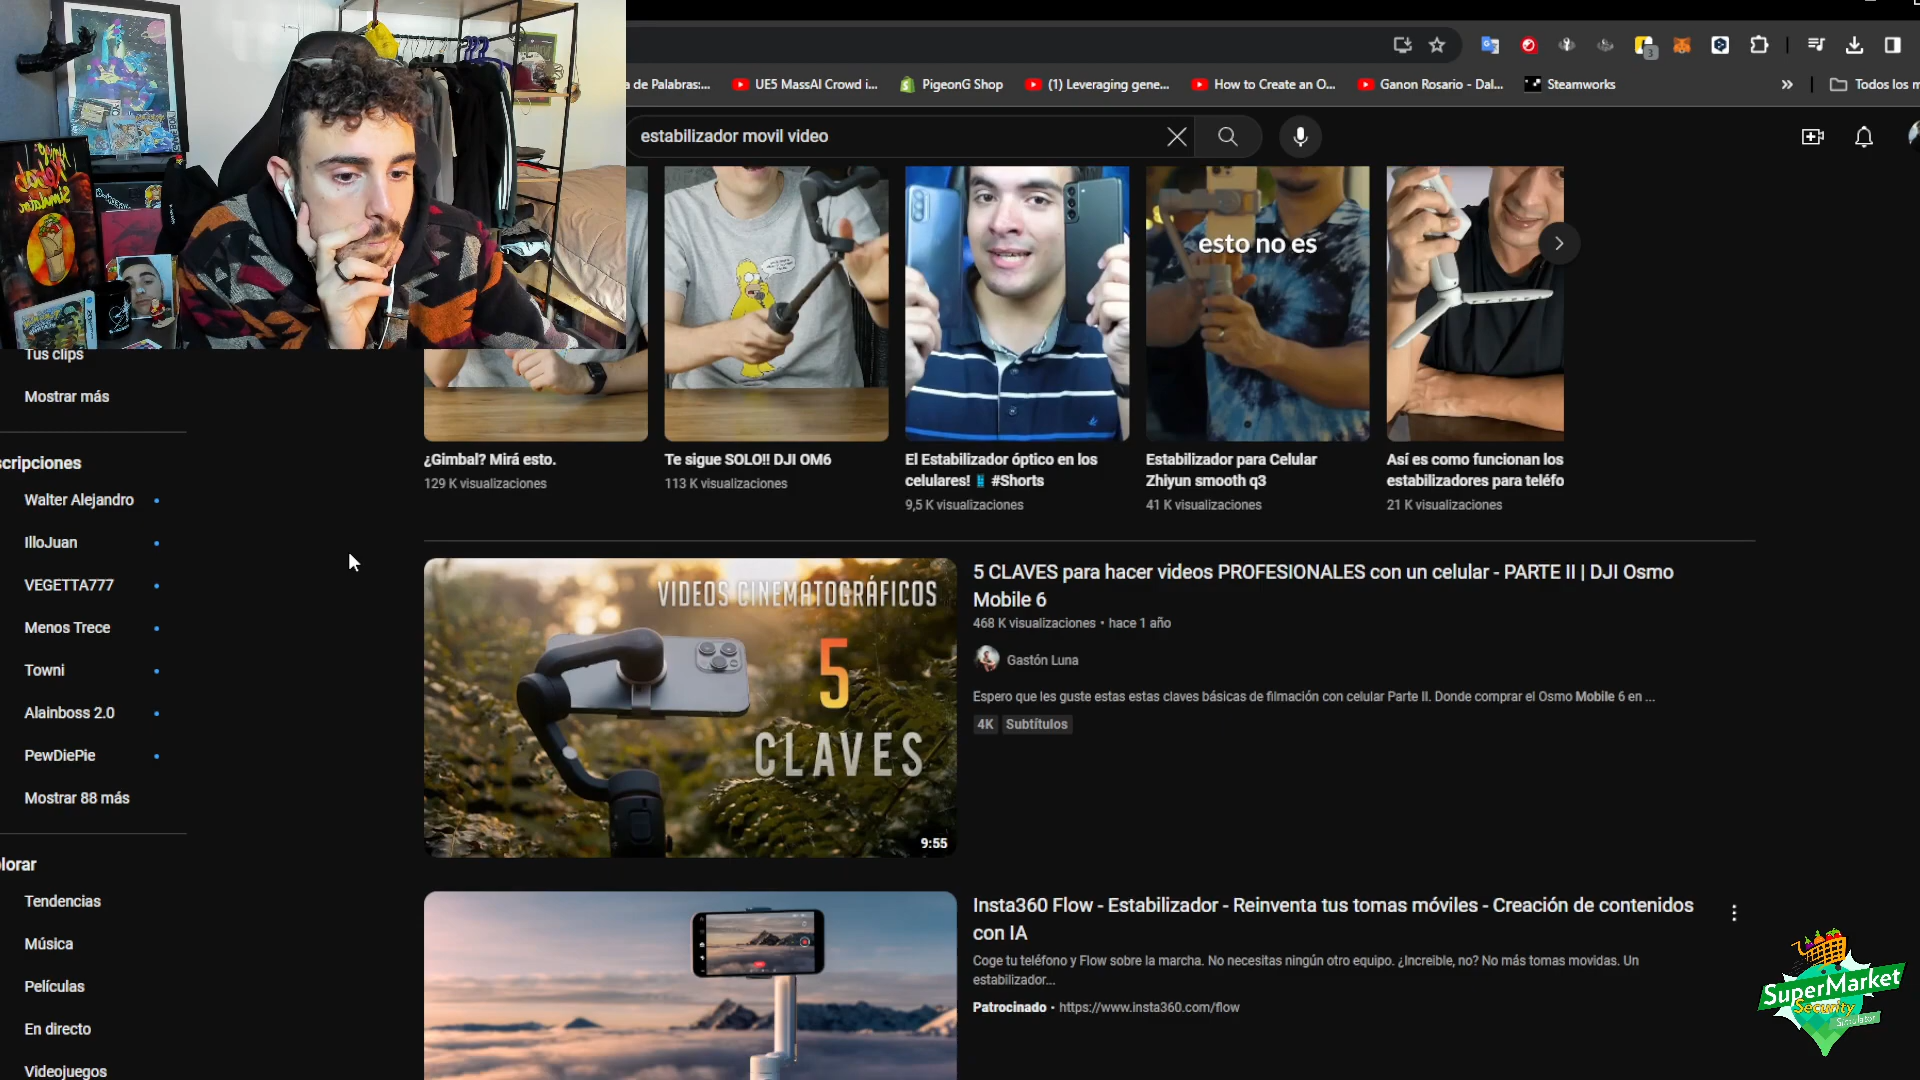 a de Palabras:...
UE5 MassAI Crowd i...
PigeonG Shop
(1) Leveraging gene...
How to Create an O...
Ganon Rosario - Dal...
Steamworks
Todos los m
estabilizador movil video
esto no es
Tus clips
Mostrar más
scripciones
Walter Alejandro
IlloJuan
VEGETTA777
Menos Trece
Towni
Alainboss 2.0
PewDiePie
Mostrar 88 más
plorar
Tendencias
Música
Películas
En directo
Videojuegos
¿Gimbal? Mirá esto.
129 K visualizaciones
Te sigue SOLO!! DJI OM6
113 K visualizaciones
El Estabilizador óptico en los
celulares! 📱 #Shorts
9,5 K visualizaciones
Estabilizador para Celular
Zhiyun smooth q3
41 K visualizaciones
Así es como funcionan los
estabilizadores para teléfo
21 K visualizaciones
VIDEOS CINEMATOGRÁFICOS
5
CLAVES
9:55
5 CLAVES para hacer videos PROFESIONALES con un celular - PARTE II | DJI Osmo
Mobile 6
468 K visualizaciones • hace 1 año
Gastón Luna
Espero que les guste estas estas claves básicas de filmación con celular Parte II. Donde comprar el Osmo Mobile 6 en ...
4K Subtítulos
Insta360 Flow - Estabilizador - Reinventa tus tomas móviles - Creación de contenidos
con IA
Coge tu teléfono y Flow sobre la marcha. No necesitas ningún otro equipo. ¿Increible, no? No más tomas movidas. Un
estabilizador...
Patrocinado • https://www.insta360.com/flow
SuperMarket
Security
Simulator